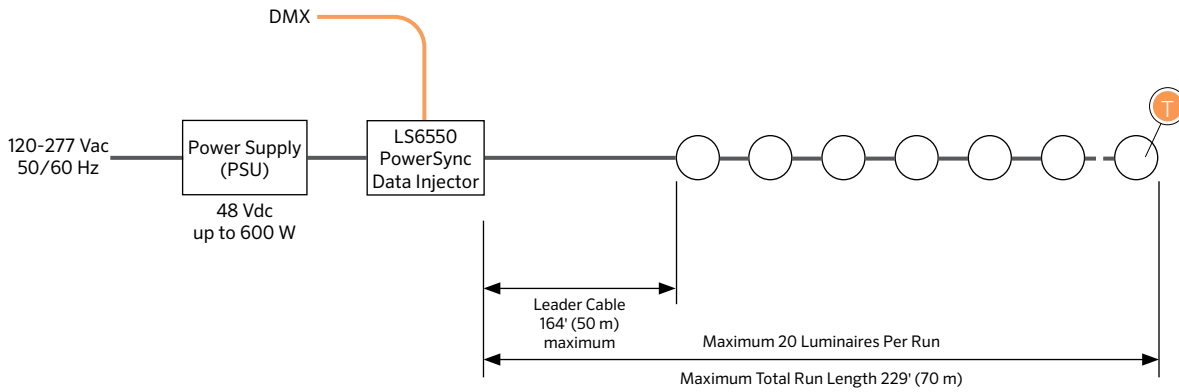 DMX
T
120-277 Vac
50/60 Hz
Power Supply
(PSU)
LS6550
PowerSync
Data Injector
48 Vdc
up to 600 W
Leader Cable
164' (50 m)
maximum
Maximum 20 Luminaires Per Run
Maximum Total Run Length 229' (70 m)